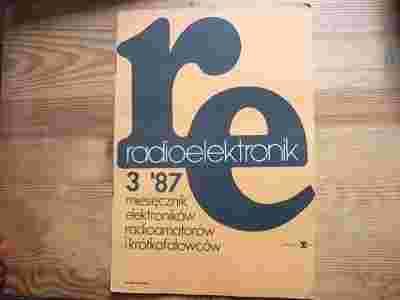 re
radioelektronik
3 '87
miesięcznik
elektroników
radioamatorów
i krótkofalowców